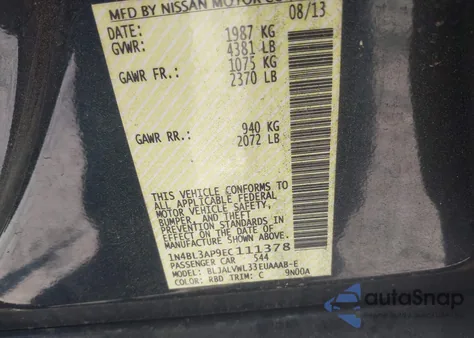 MFD BY NISSAN MOTOR CO
DATE: 08/13
GVWR: 1987 KG
4381 LB
GAWR FR.: 1075 KG
2370 LB
GAWR RR.: 940 KG
2072 LB
THIS VEHICLE CONFORMS TO
ALL APPLICABLE FEDERAL
MOTOR VEHICLE SAFETY,
BUMPER, AND THEFT
PREVENTION STANDARDS IN
EFFECT ON THE DATE OF
MANUFACTURE SHOWN ABOVE.
1N4BL3AP9EC111378
PASSENGER CAR 544
MODEL: BLJALVWL33EUAAAB-E
COLOR: RBD TRIM: C 9N00A
autoSnap